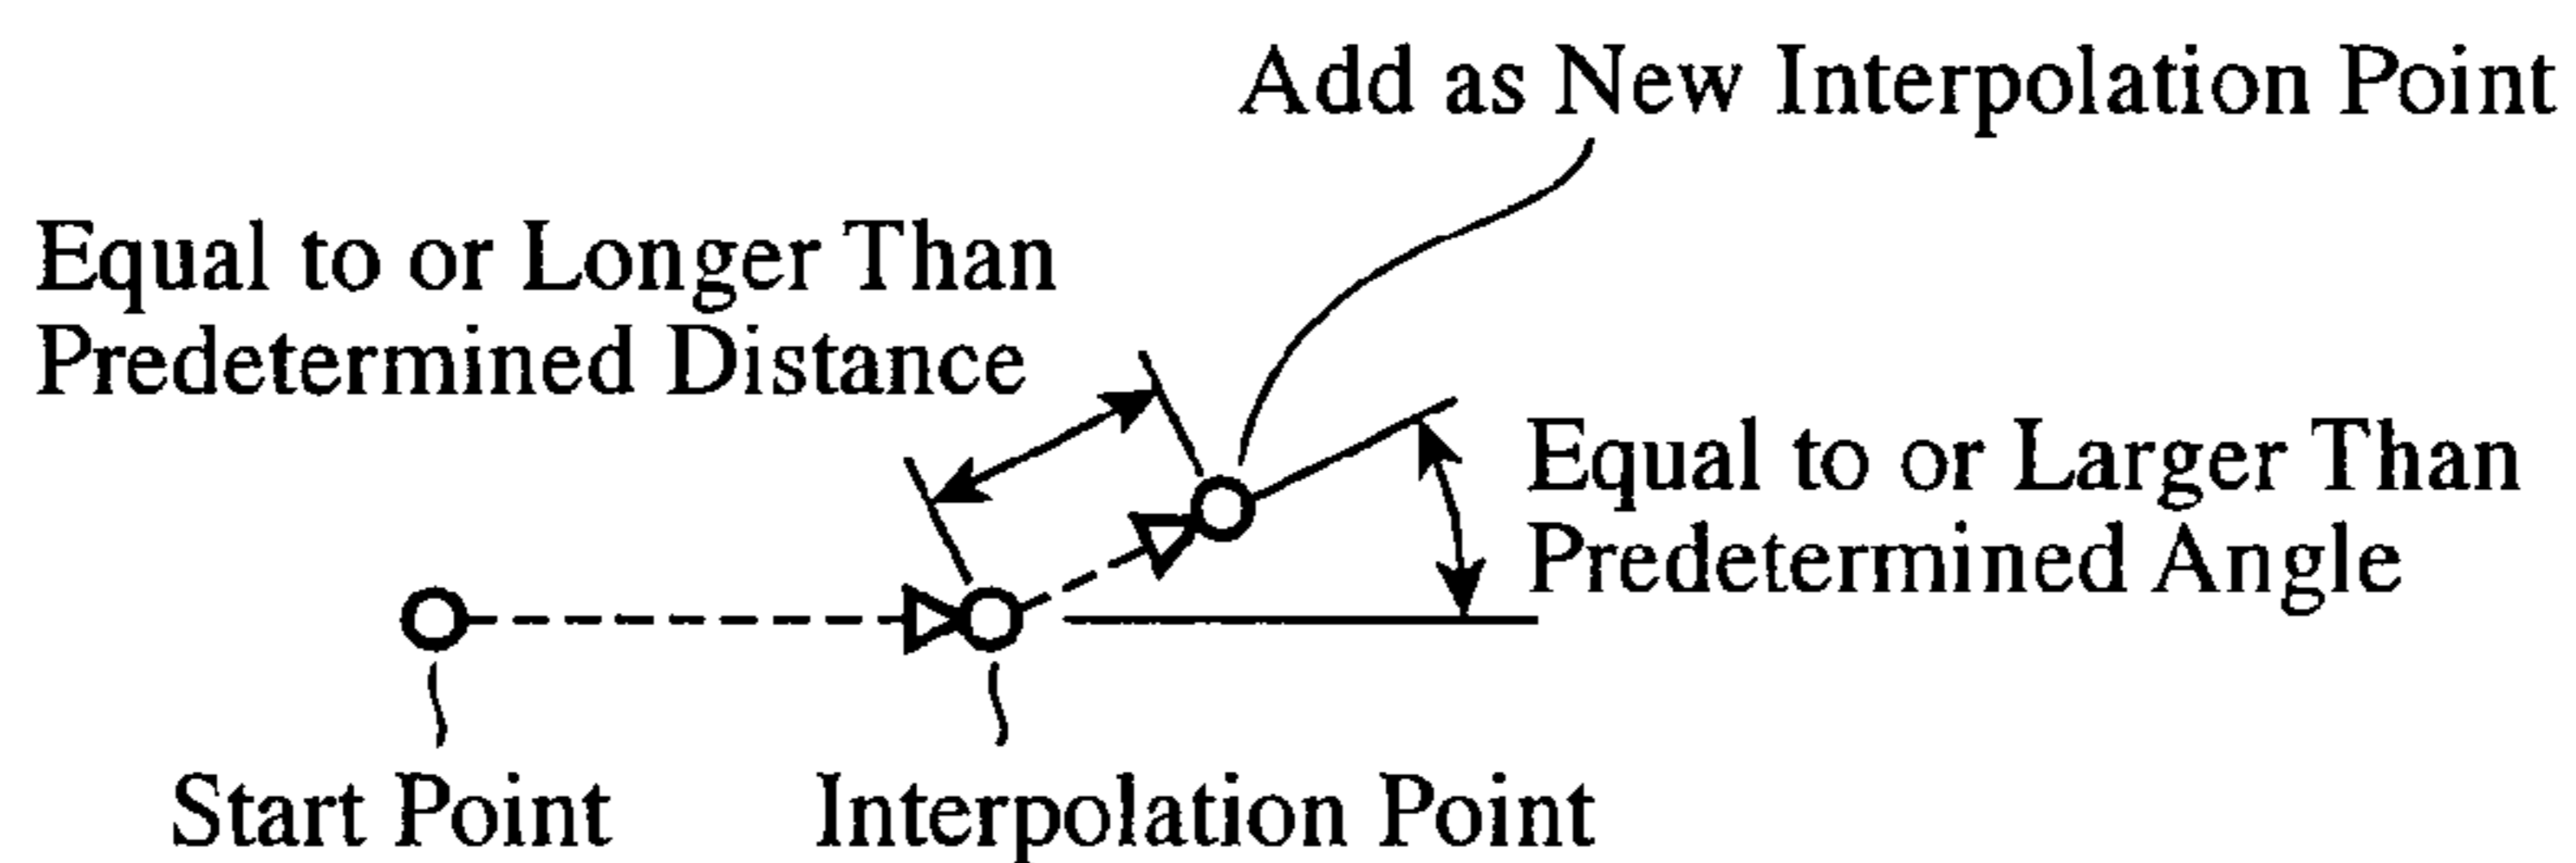 Add as New Interpolation Point
Equal to or Longer Than
Predetermined Distance
Equal to or Larger Than
Predetermined Angle
Start Point
Interpolation Point